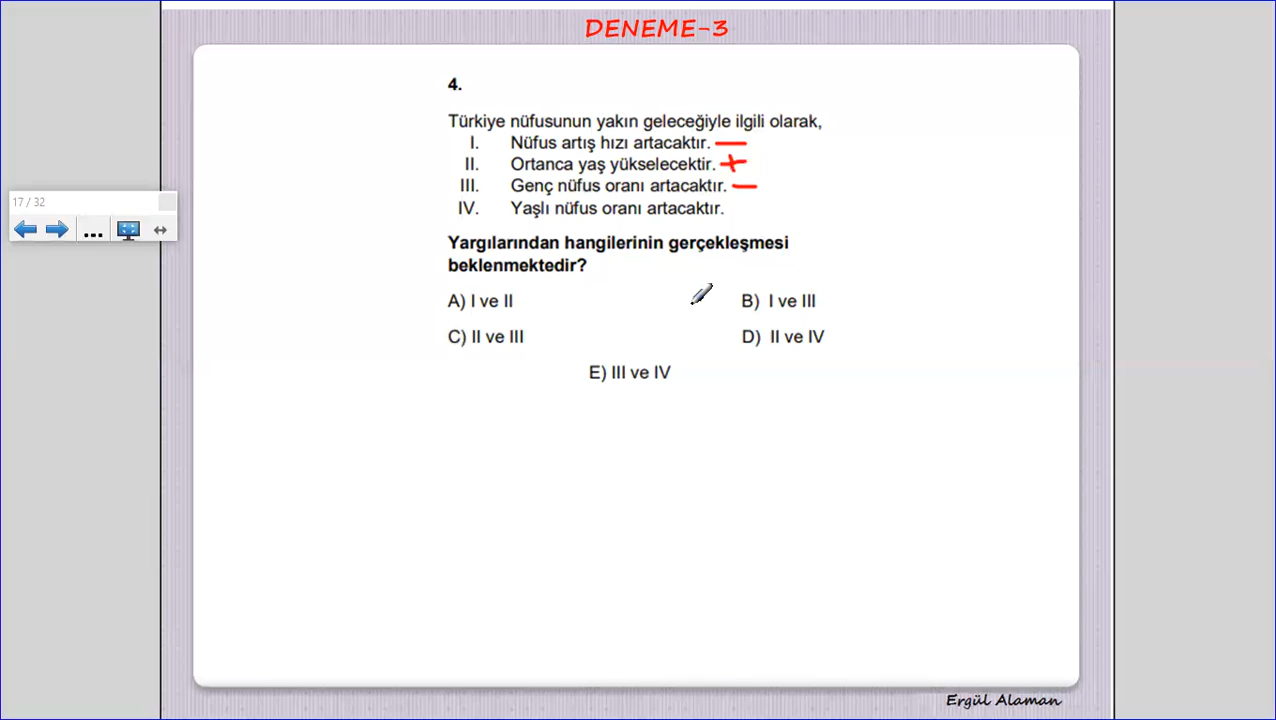 DENEME-3
4.
Türkiye nüfusunun yakın geleceğiyle ilgili olarak,
I. Nüfus artış hızı artacaktır. —
II. Ortanca yaş yükselecektir. +
III. Genç nüfus oranı artacaktır. —
IV. Yaşlı nüfus oranı artacaktır.
Yargılarından hangilerinin gerçekleşmesi
beklenmektedir?
A) I ve II
B) I ve III
C) II ve III
D) II ve IV
E) III ve IV
17 / 32
...
Ergül Alaman